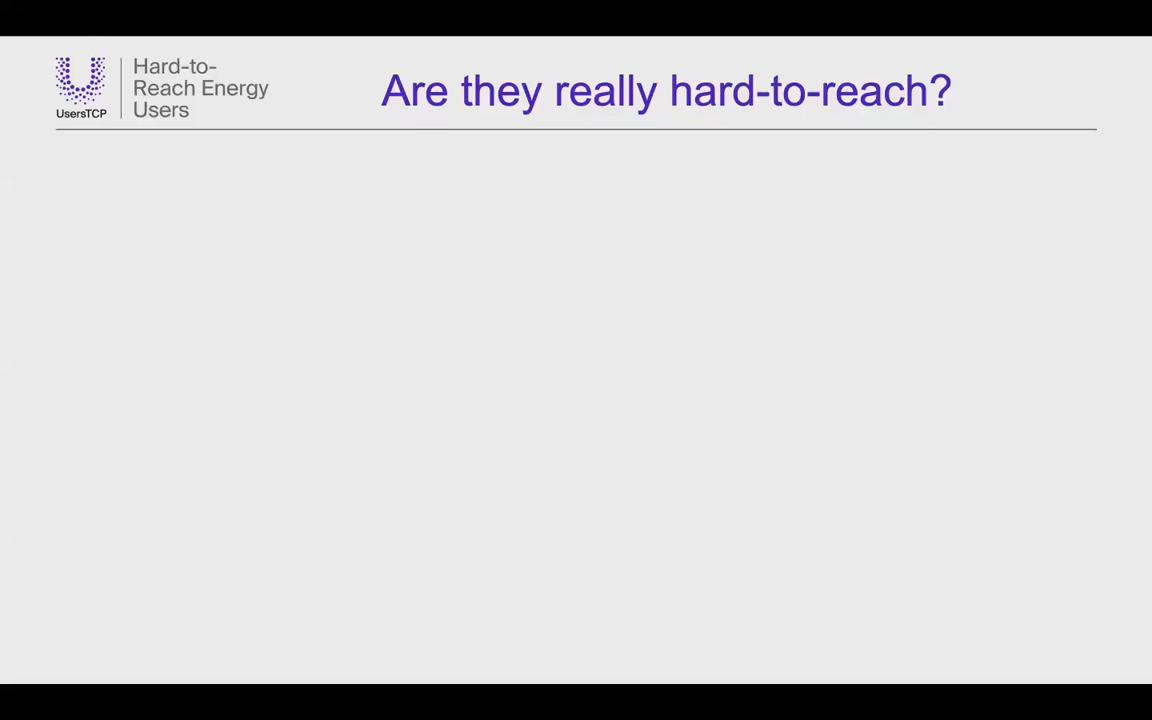 Hard-to-
Reach Energy
Users
UsersTCP
Are they really hard-to-reach?